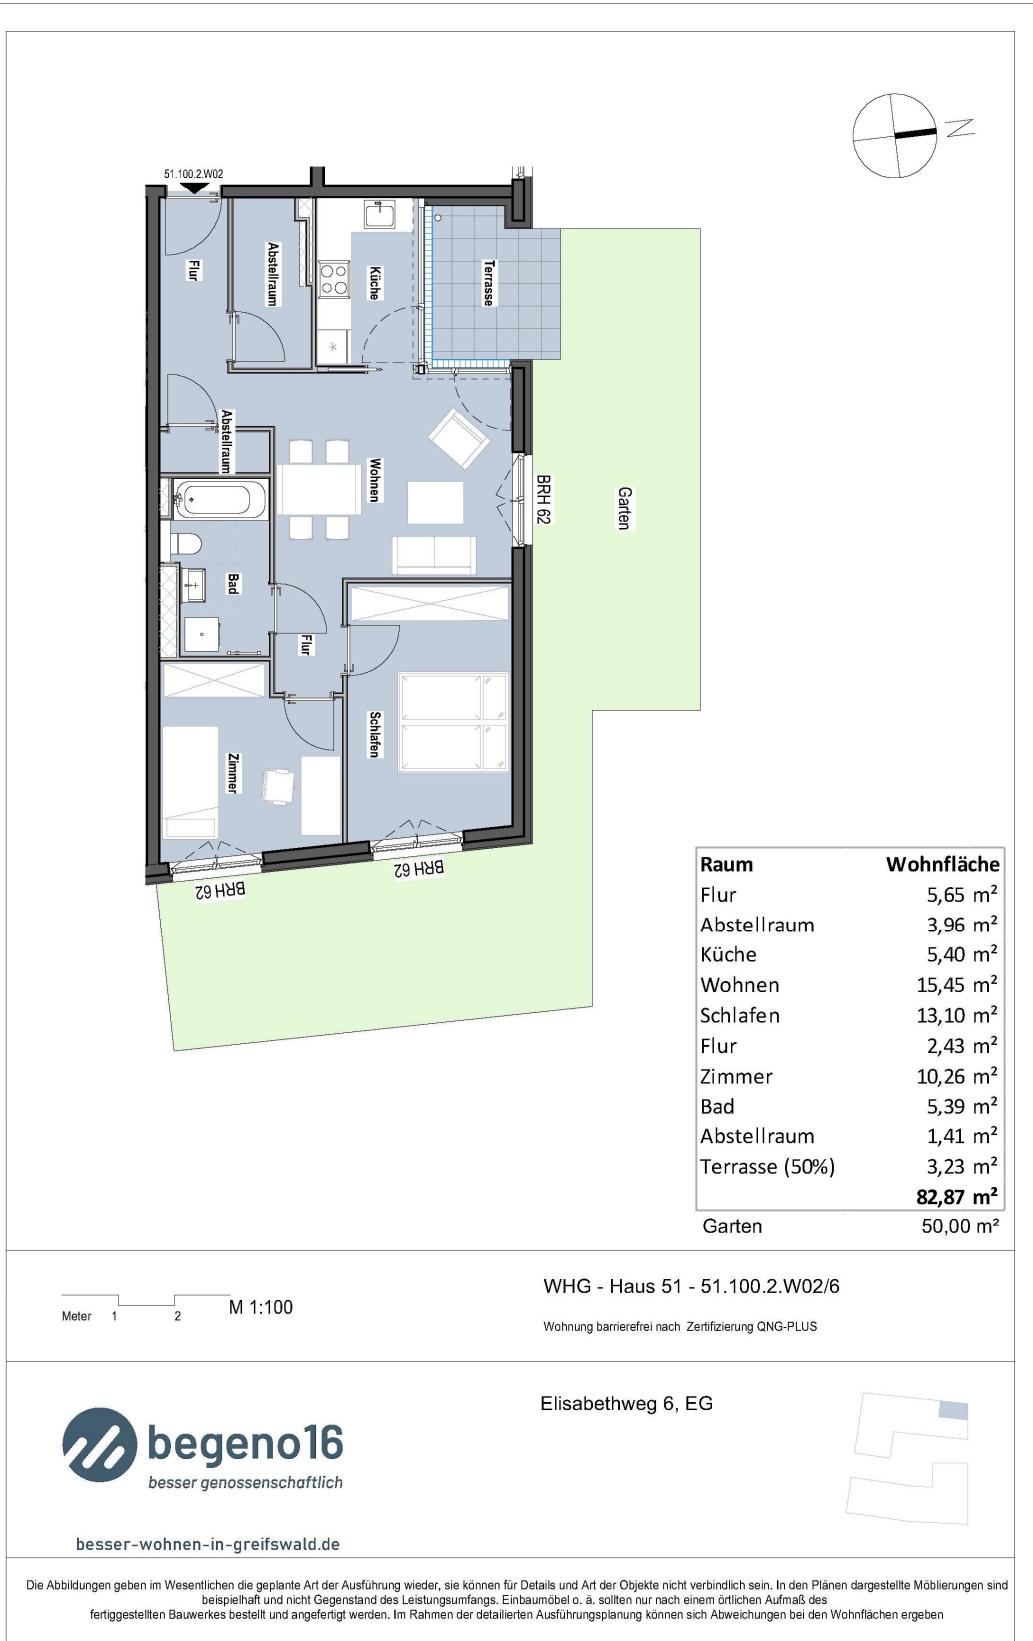 N
51.100.2.W02
Flur
Abstellraum
Küche
Terrasse
Abstellraum
Wohnen
BRH 62
Garten
Bad
Flur
Schlafen
Zimmer
BRH 62
BRH 62
Raum Wohnfläche
Flur 5,65 m²
Abstellraum 3,96 m²
Küche 5,40 m²
Wohnen 15,45 m²
Schlafen 13,10 m²
Flur 2,43 m²
Zimmer 10,26 m²
Bad 5,39 m²
Abstellraum 1,41 m²
Terrasse (50%) 3,23 m²
82,87 m²
Garten 50,00 m²
Meter 1 2 M 1:100
WHG - Haus 51 - 51.100.2.W02/6
Wohnung barrierefrei nach Zertifizierung QNG-PLUS
Elisabethweg 6, EG
begeno16
besser genossenschaftlich
besser-wohnen-in-greifswald.de
Die Abbildungen geben im Wesentlichen die geplante Art der Ausführung wieder, sie können für Details und Art der Objekte nicht verbindlich sein. In den Plänen dargestellte Möblierungen sind
beispielhaft und nicht Gegenstand des Leistungsumfangs. Einbaumöbel o. ä. sollten nur nach einem örtlichen Aufmaß des
fertiggestellten Bauwerkes bestellt und angefertigt werden. Im Rahmen der detailierten Ausführungsplanung können sich Abweichungen bei den Wohnflächen ergeben